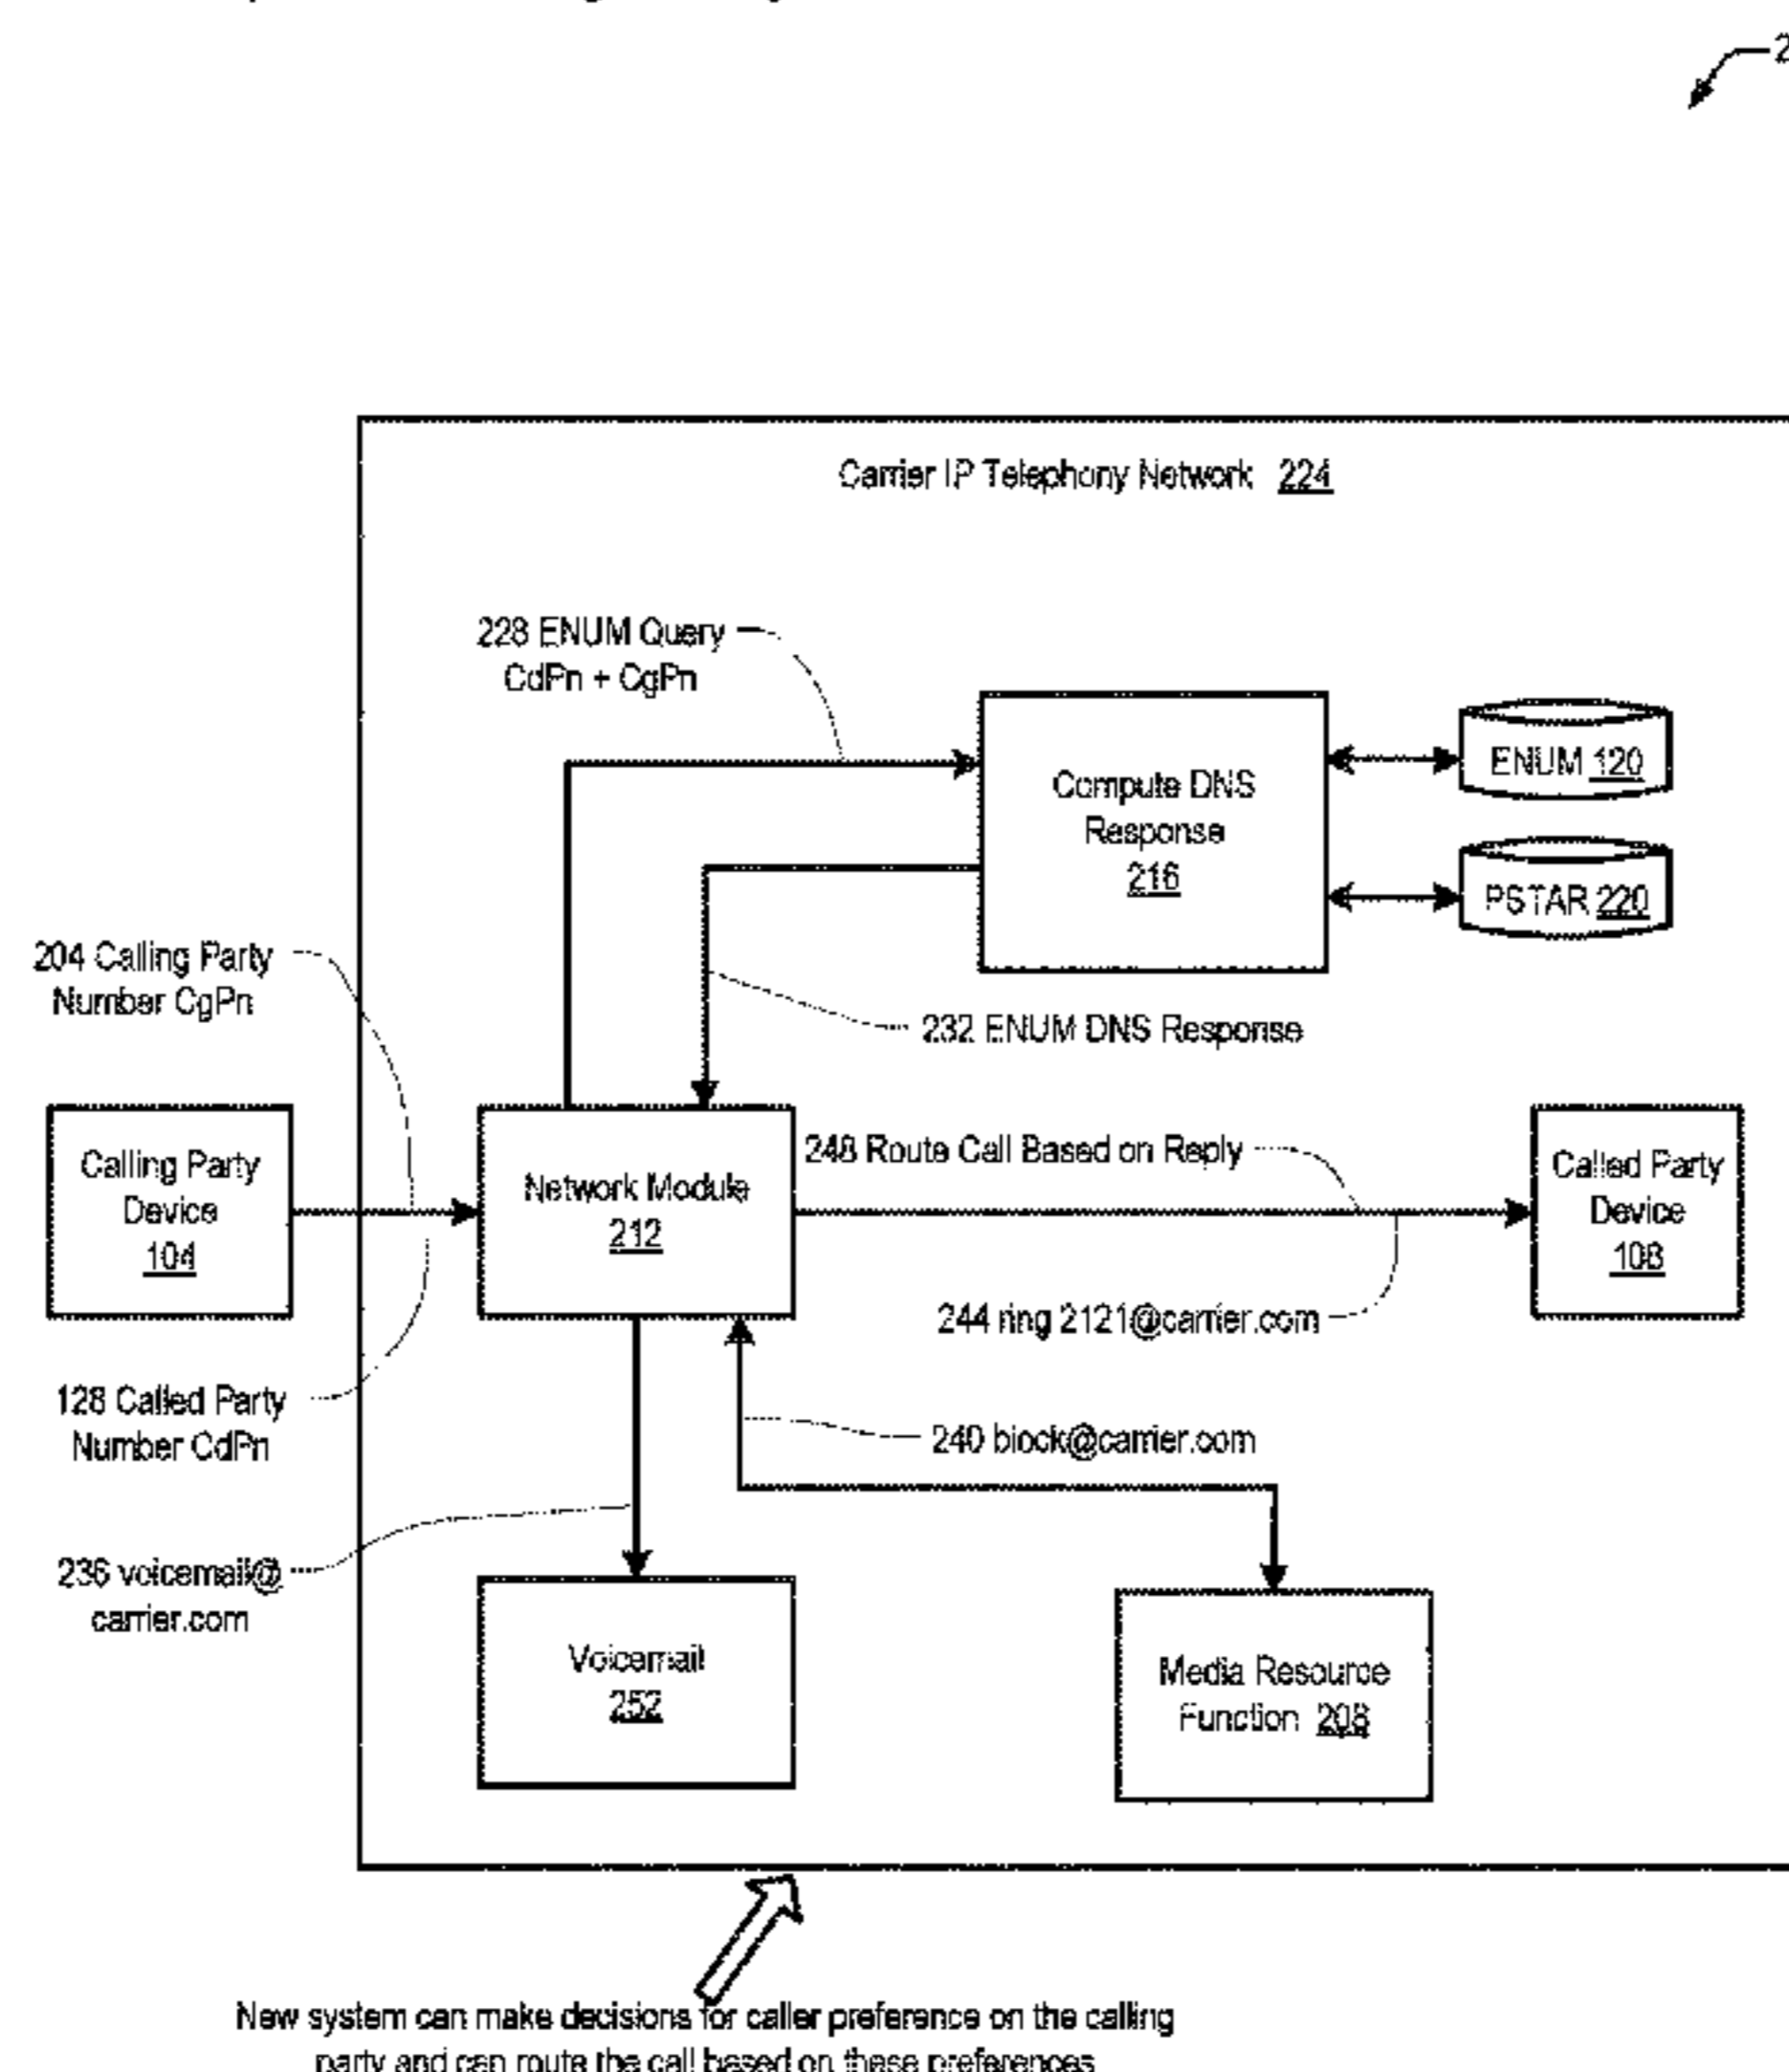 Carrier IP Telephony Network 224
228 ENUM Query
CdPn + CgPn
Compute DNS
Response
216
ENUM 120
PSTAR 220
204 Calling Party
Number CgPn
232 ENUM DNS Response
Calling Party
Device
104
Network Module
212
248 Route Call Based on Reply
Called Party
Device
108
244 ring 2121@carrier.com
128 Called Party
Number CdPn
240 block@carrier.com
236 voicemail@
carrier.com
Voicemail
252
Media Resource
Function 208
New system can make decisions for caller preference on the calling
party and can route the call based on these preferences